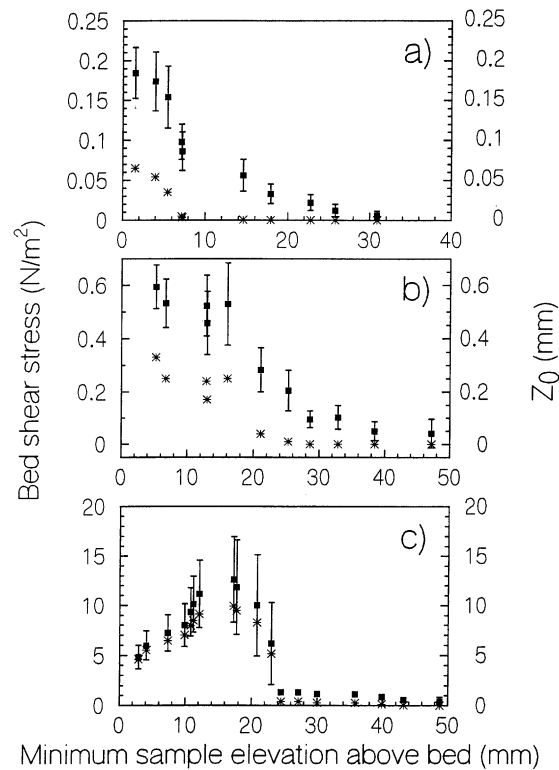 0.25 0.25
a)
0.2 0.2
0.15 0.15
0.1 0.1
0.05 0.05
0 0
0 10 20 30 40
b)
0.6 0.6
0.4 0.4
0.2 0.2
0 0
0 10 20 30 40 50
20 20
c)
15 15
10 10
5 5
0 0
0 10 20 30 40 50
Bed shear stress (N/m²)
Z₀ (mm)
Minimum sample elevation above bed (mm)